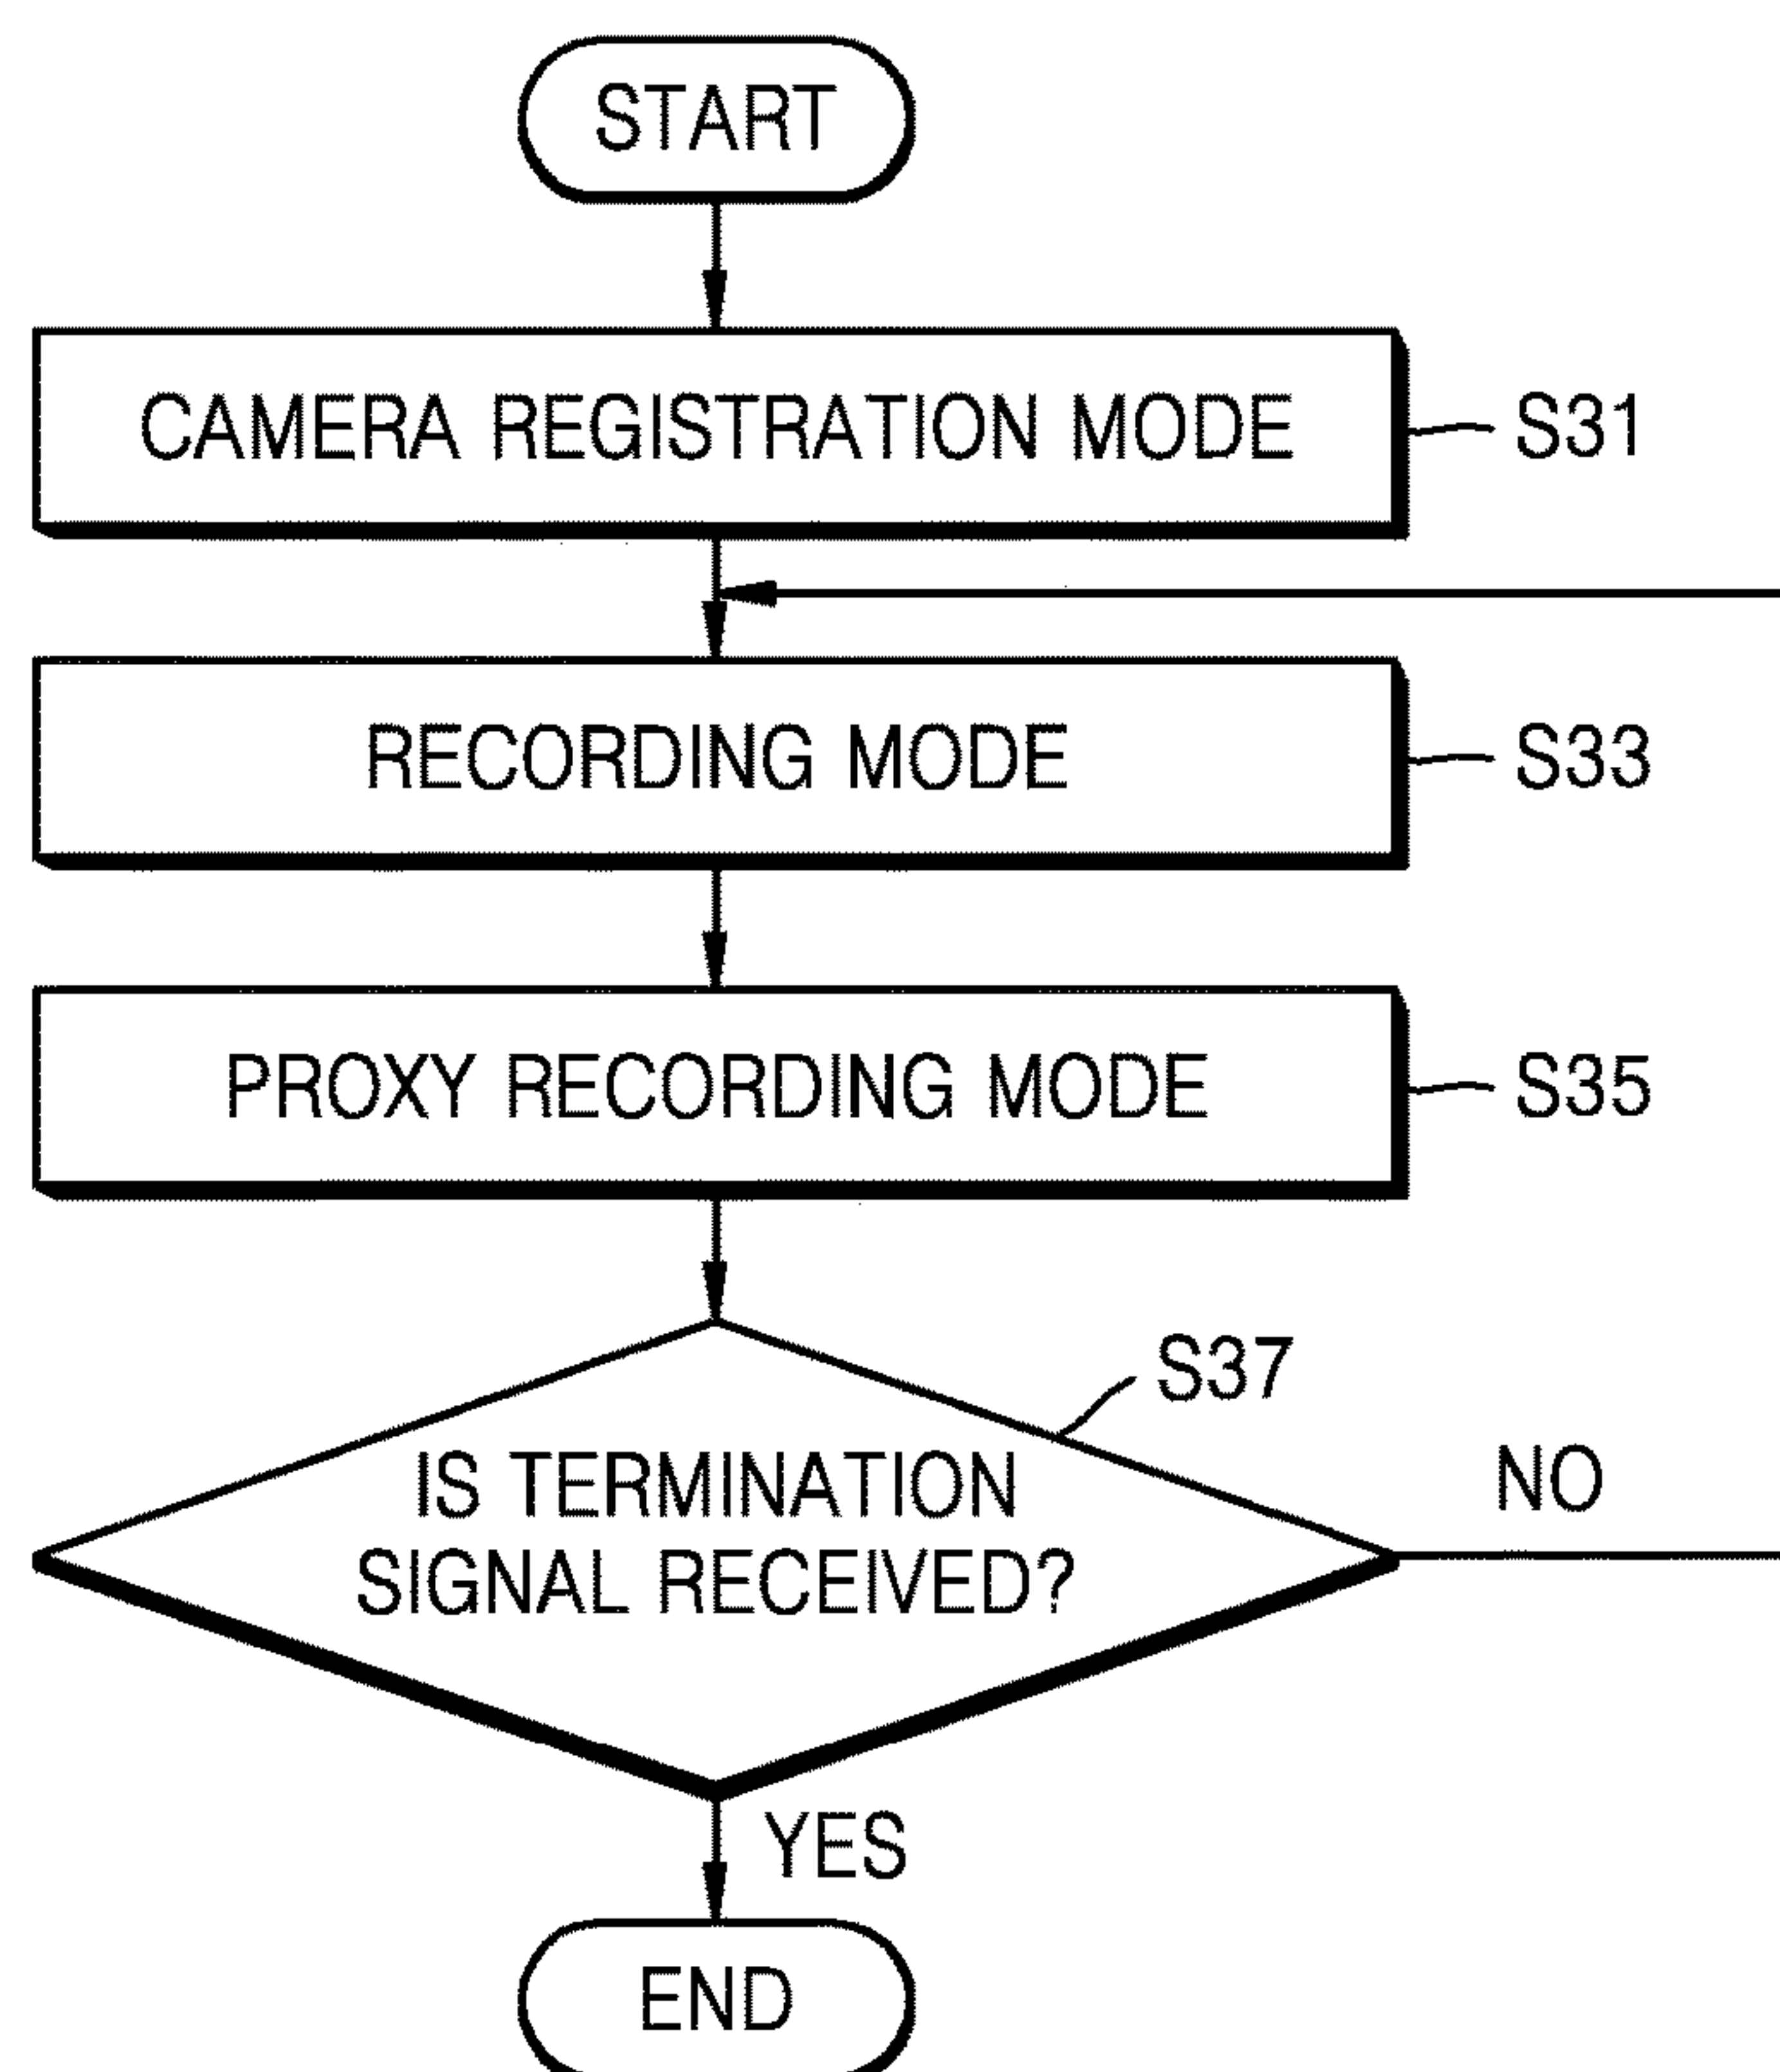 START
CAMERA REGISTRATION MODE
S31
RECORDING MODE
S33
PROXY RECORDING MODE
S35
S37
IS TERMINATION
SIGNAL RECEIVED?
NO
YES
END